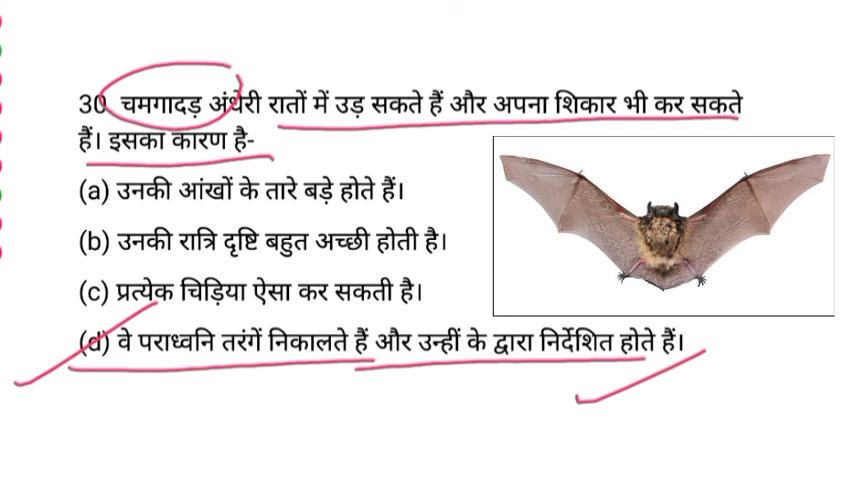 30 चमगादड़ अंधेरी रातों में उड़ सकते हैं और अपना शिकार भी कर सकते
हैं। इसका कारण है-
(a) उनकी आंखों के तारे बड़े होते हैं।
(b) उनकी रात्रि दृष्टि बहुत अच्छी होती है।
(c) प्रत्येक चिड़िया ऐसा कर सकती है।
(d) वे पराध्वनि तरंगें निकालते हैं और उन्हीं के द्वारा निर्देशित होते हैं।